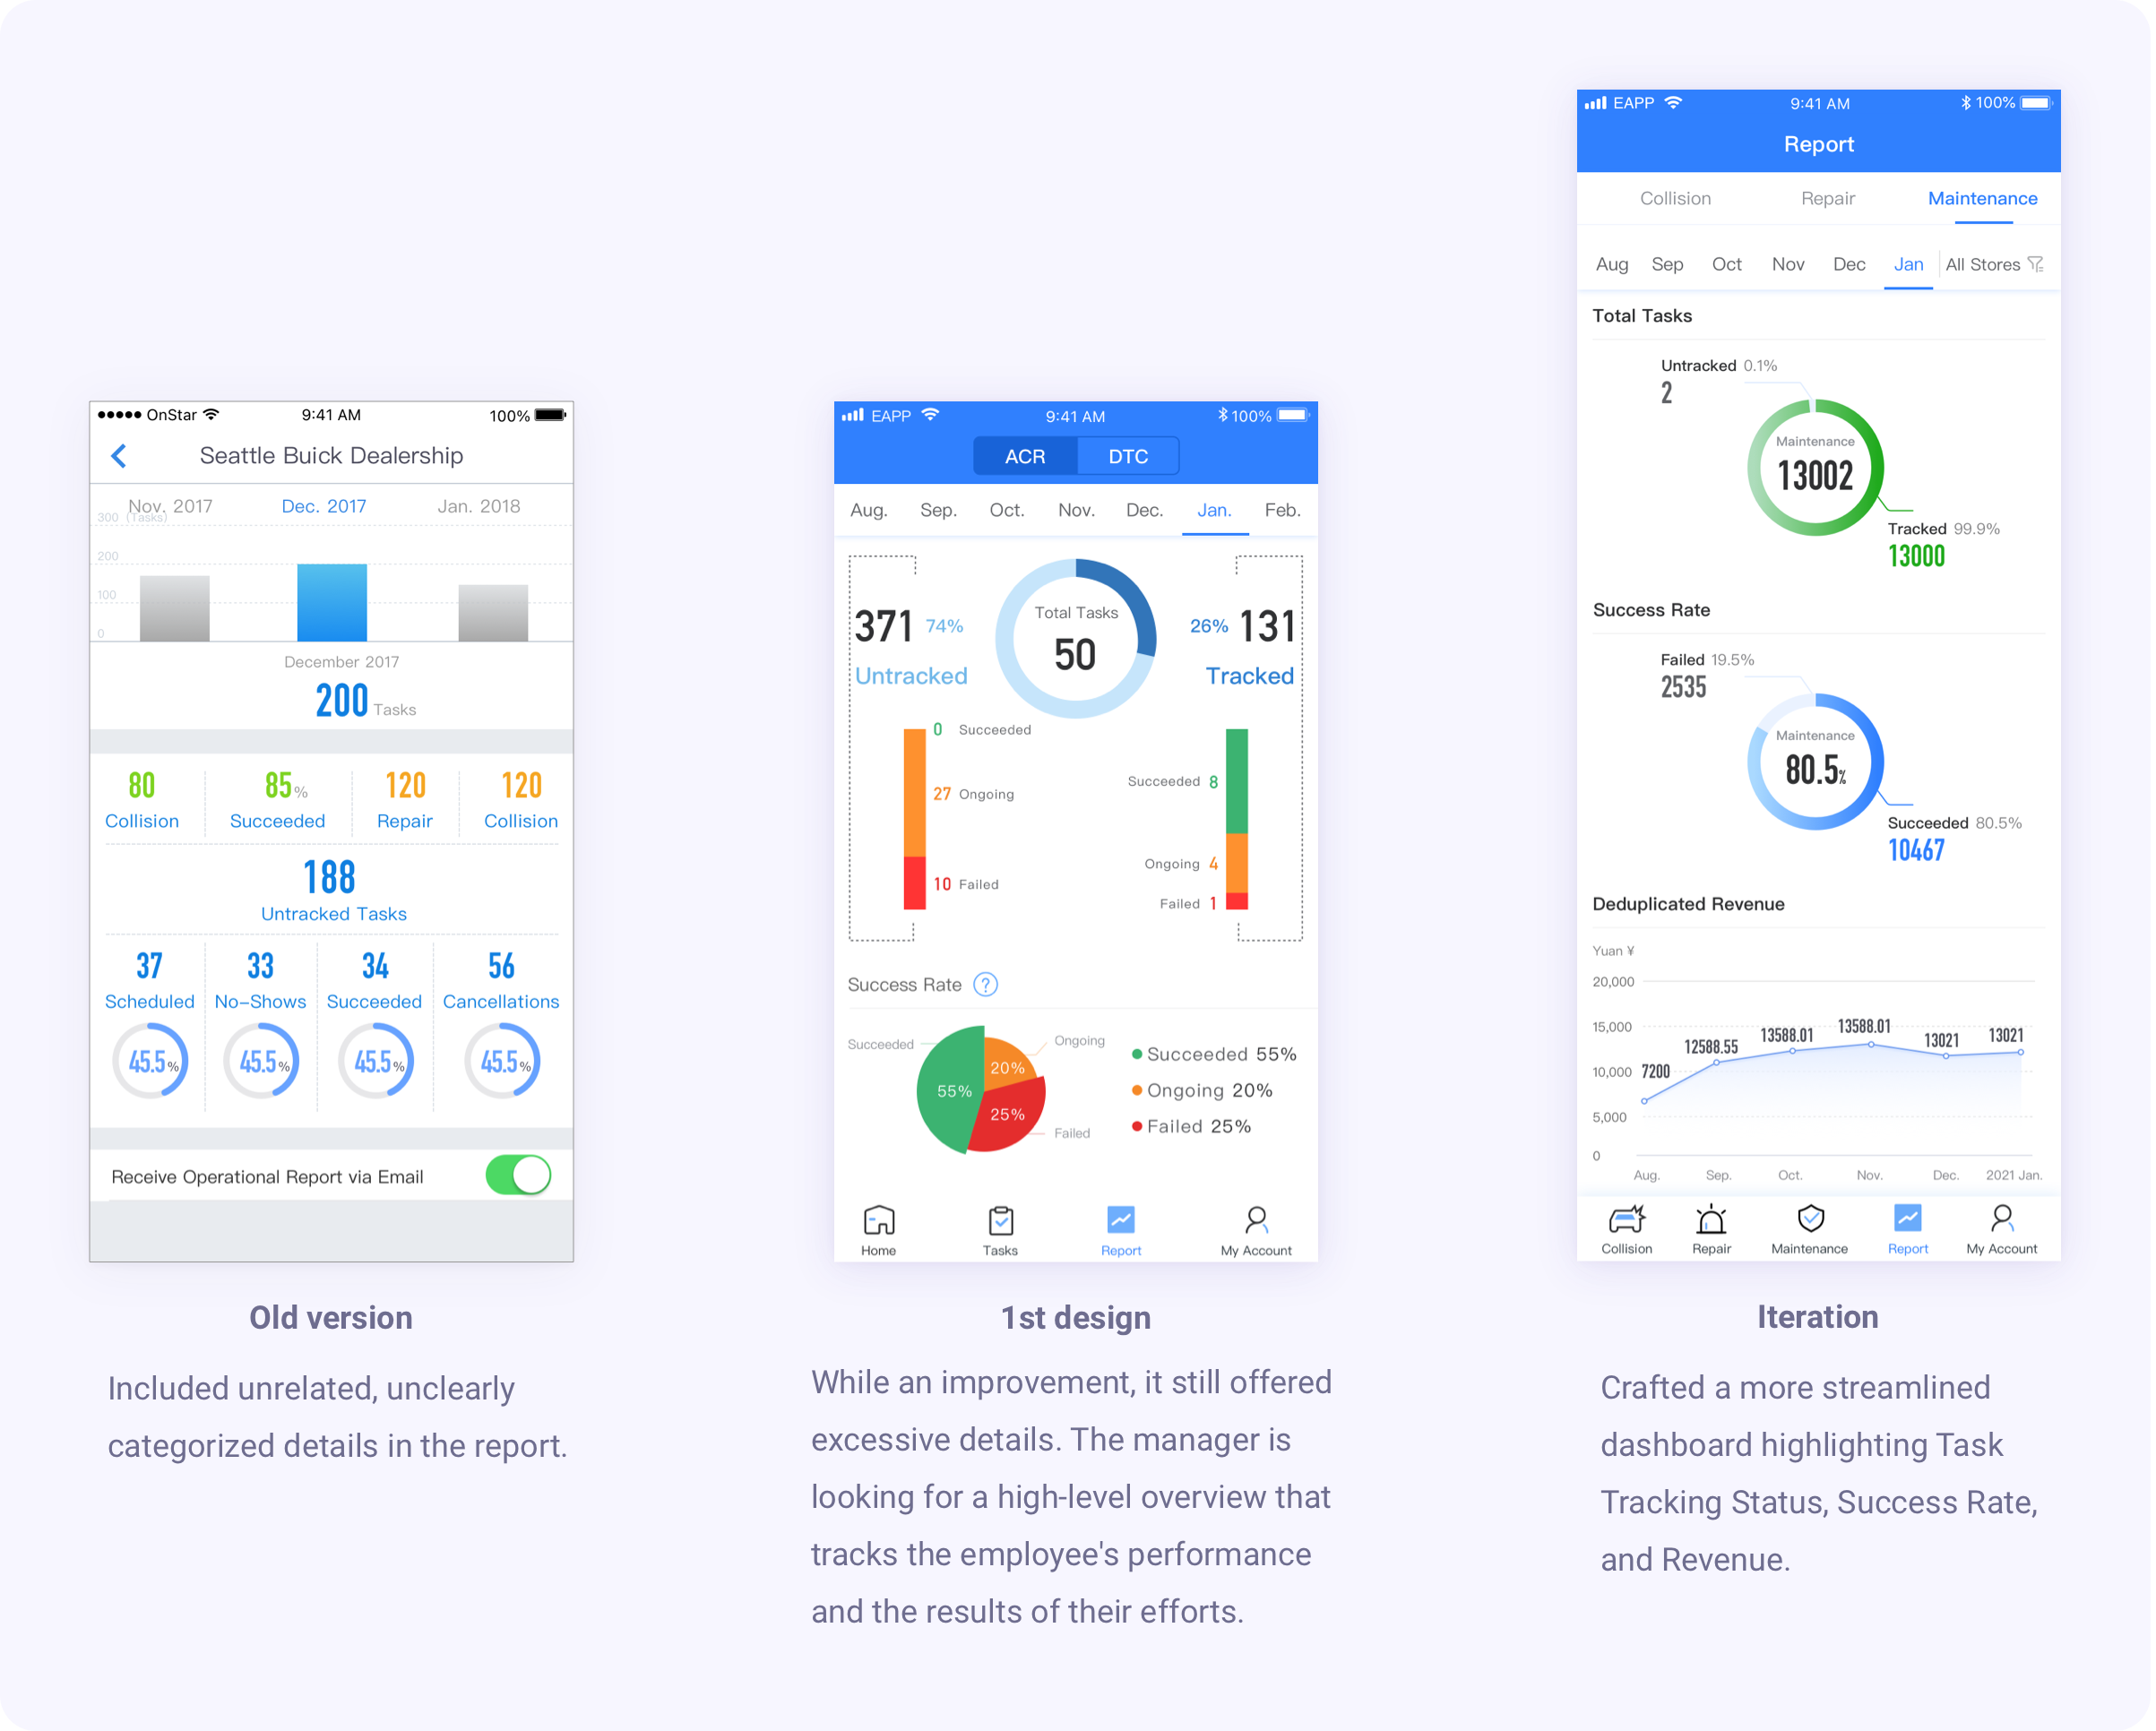 OnStar 9:41 AM 100%
Seattle Buick Dealership
Nov. 2017 Dec. 2017 Jan. 2018
300 (Tasks)
200
100
0
December 2017
200 Tasks
80 85% 120 120
Collision Succeeded Repair Collision
188
Untracked Tasks
37 33 34 56
Scheduled No-Shows Succeeded Cancellations
45.5% 45.5% 45.5% 45.5%
Receive Operational Report via Email
Old version
Included unrelated, unclearly
categorized details in the report.
EAPP 9:41 AM 100%
ACR DTC
Aug. Sep. Oct. Nov. Dec. Jan. Feb.
371 74%
Untracked
Total Tasks
50
26% 131
Tracked
0 Succeeded
27 Ongoing
10 Failed
Succeeded 8
Ongoing 4
Failed 1
Success Rate ?
Succeeded
Ongoing
Failed
55%
20%
25%
Succeeded 55%
Ongoing 20%
Failed 25%
Home Tasks Report My Account
1st design
While an improvement, it still offered
excessive details. The manager is
looking for a high-level overview that
tracks the employee's performance
and the results of their efforts.
EAPP 9:41 AM 100%
Report
Collision Repair Maintenance
Aug Sep Oct Nov Dec Jan All Stores
Total Tasks
Untracked 0.1%
2
Maintenance
13002
Tracked 99.9%
13000
Success Rate
Failed 19.5%
2535
Maintenance
80.5%
Succeeded 80.5%
10467
Deduplicated Revenue
Yuan ¥
20,000
15,000
10,000
5,000
0
7200 12588.55 13588.01 13588.01 13021 13021
Aug. Sep. Oct. Nov. Dec. 2021 Jan.
Collision Repair Maintenance Report My Account
Iteration
Crafted a more streamlined
dashboard highlighting Task
Tracking Status, Success Rate,
and Revenue.